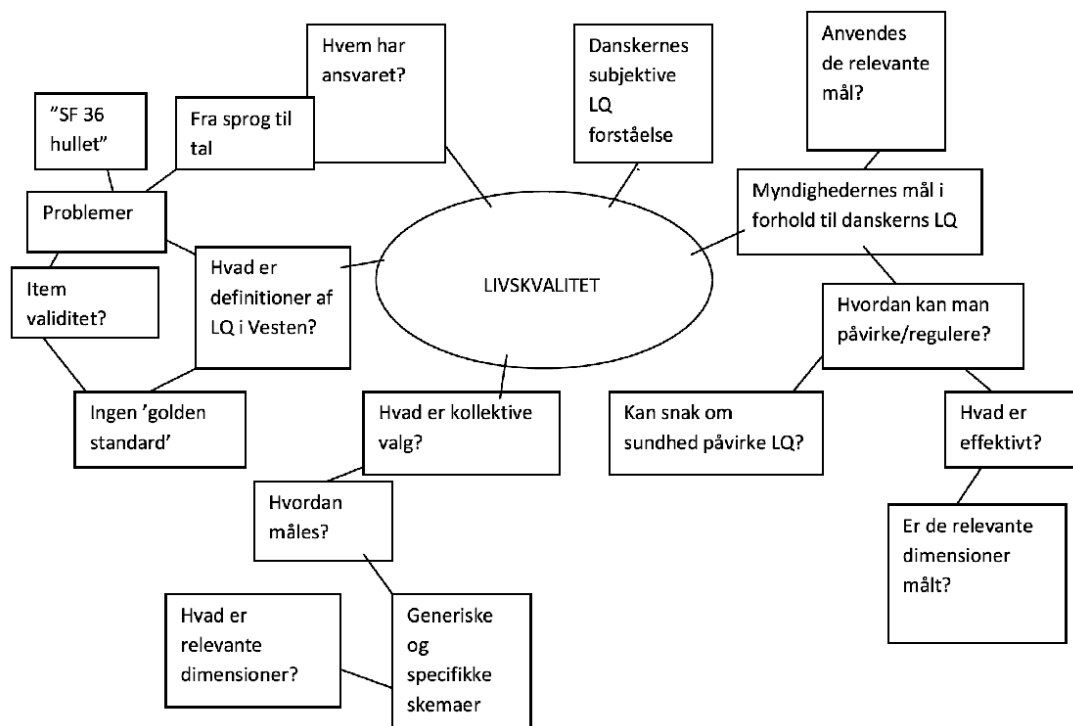 Hvem har
ansvaret?
Danskernes
subjektive
LQ
forståelse
Anvendes
de relevante
mål?
”SF 36
hullet”
Fra sprog til
tal
Problemer
Myndighedernes mål i
forhold til danskerns LQ
Item
validitet?
Hvad er
definitioner af
LQ i Vesten?
LIVSKVALITET
Hvordan kan man
påvirke/regulere?
Ingen ’golden
standard’
Hvad er kollektive
valg?
Kan snak om
sundhed påvirke LQ?
Hvad er
effektivt?
Hvordan
måles?
Er de relevante
dimensioner
målt?
Hvad er
relevante
dimensioner?
Generiske
og
specifikke
skemaer